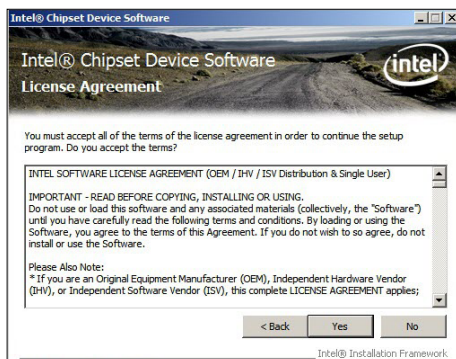 Intel® Chipset Device Software
Intel® Chipset Device Software
License Agreement
intel
You must accept all of the terms of the license agreement in order to continue the setup
program. Do you accept the terms?
INTEL SOFTWARE LICENSE AGREEMENT (OEM / IHV / ISV Distribution & Single User)
IMPORTANT - READ BEFORE COPYING, INSTALLING OR USING.
Do not use or load this software and any associated materials (collectively, the "Software")
until you have carefully read the following terms and conditions. By loading or using the
Software, you agree to the terms of this Agreement. If you do not wish to so agree, do not
install or use the Software.
Please Also Note:
* If you are an Original Equipment Manufacturer (OEM), Independent Hardware Vendor
(IHV), or Independent Software Vendor (ISV), this complete LICENSE AGREEMENT applies;
< Back Yes No
Intel® Installation Framework